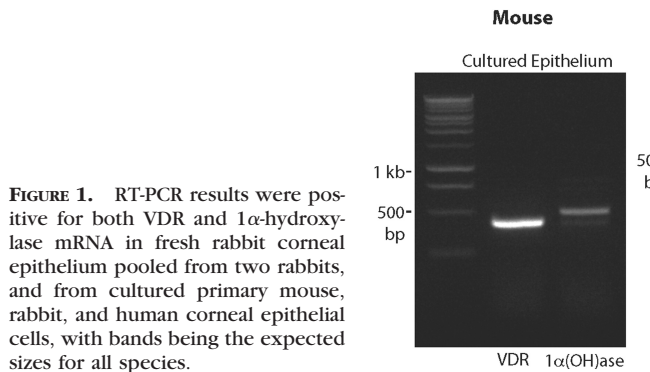 Mouse
Cultured Epithelium
1 kb-
500-
bp
50
b
VDR 1α(OH)ase
FIGURE 1. RT-PCR results were pos-
itive for both VDR and 1α-hydroxy-
lase mRNA in fresh rabbit corneal
epithelium pooled from two rabbits,
and from cultured primary mouse,
rabbit, and human corneal epithelial
cells, with bands being the expected
sizes for all species.